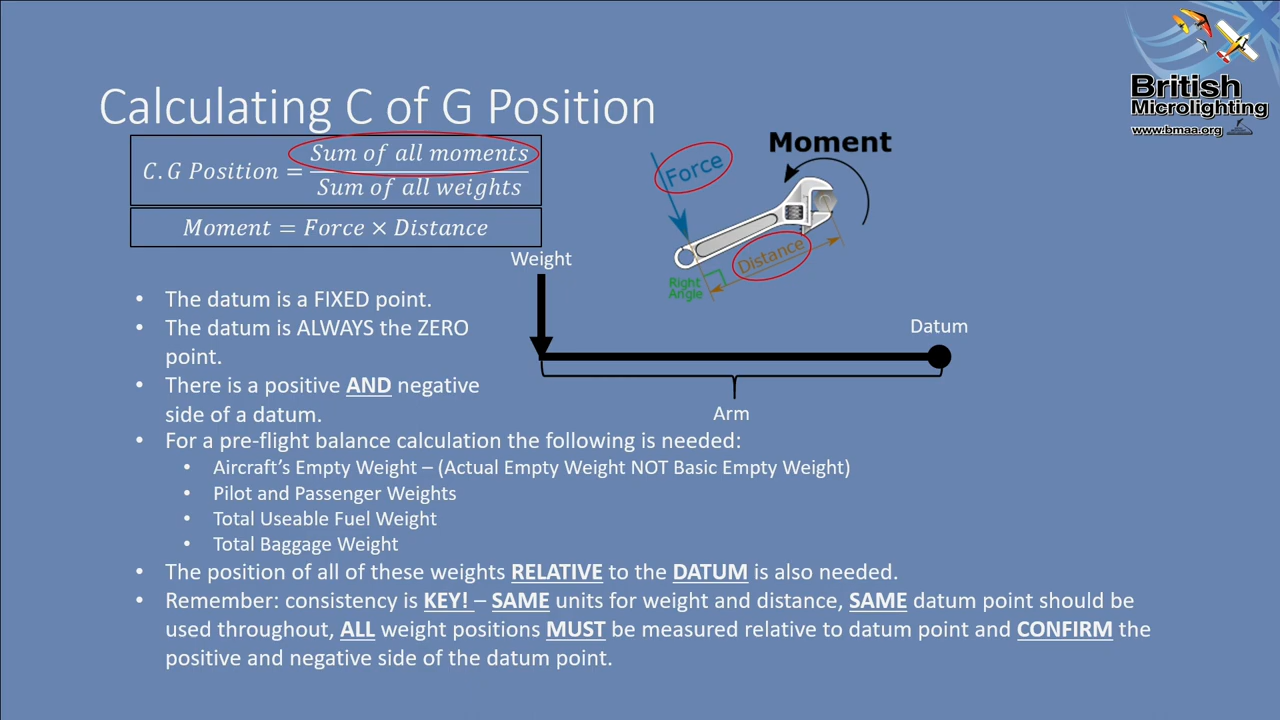 British
Microlighting
www.bmaa.org
Calculating C of G Position
C.G Position = Sum of all moments
Sum of all weights
Moment = Force × Distance
Moment
Force
Distance
Right
Angle
Weight
Datum
Arm
• The datum is a FIXED point.
• The datum is ALWAYS the ZERO
point.
• There is a positive AND negative
side of a datum.
• For a pre-flight balance calculation the following is needed:
• Aircraft’s Empty Weight – (Actual Empty Weight NOT Basic Empty Weight)
• Pilot and Passenger Weights
• Total Useable Fuel Weight
• Total Baggage Weight
• The position of all of these weights RELATIVE to the DATUM is also needed.
• Remember: consistency is KEY! – SAME units for weight and distance, SAME datum point should be
used throughout, ALL weight positions MUST be measured relative to datum point and CONFIRM the
positive and negative side of the datum point.